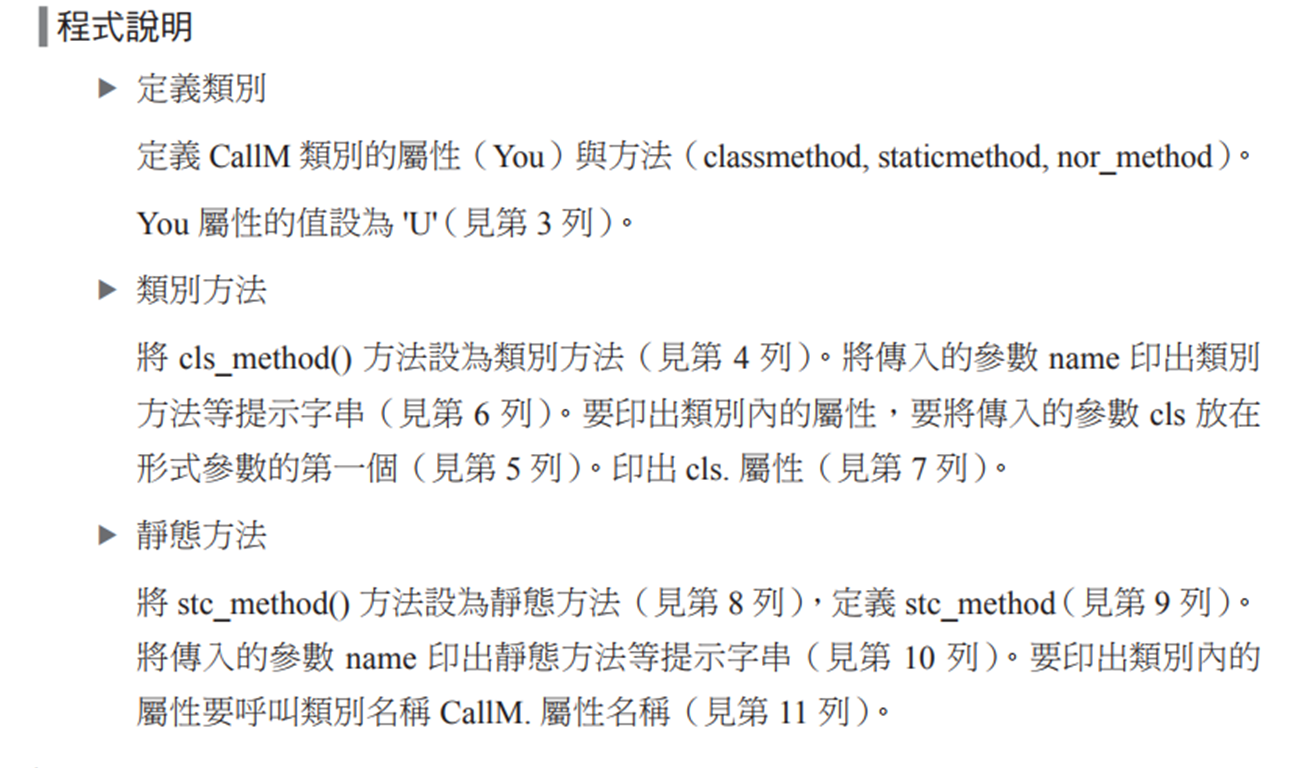 程式說明
▶ 定義類別
定義 CallM 類別的屬性（You）與方法（classmethod, staticmethod, nor_method）。
You 屬性的值設為 'U'（見第 3 列）。
▶ 類別方法
將 cls_method() 方法設為類別方法（見第 4 列）。將傳入的參數 name 印出類別
方法等提示字串（見第 6 列）。要印出類別內的屬性，要將傳入的參數 cls 放在
形式參數的第一個（見第 5 列）。印出 cls. 屬性（見第 7 列）。
▶ 靜態方法
將 stc_method() 方法設為靜態方法（見第 8 列），定義 stc_method（見第 9 列）。
將傳入的參數 name 印出靜態方法等提示字串（見第 10 列）。要印出類別內的
屬性要呼叫類別名稱 CallM. 屬性名稱（見第 11 列）。